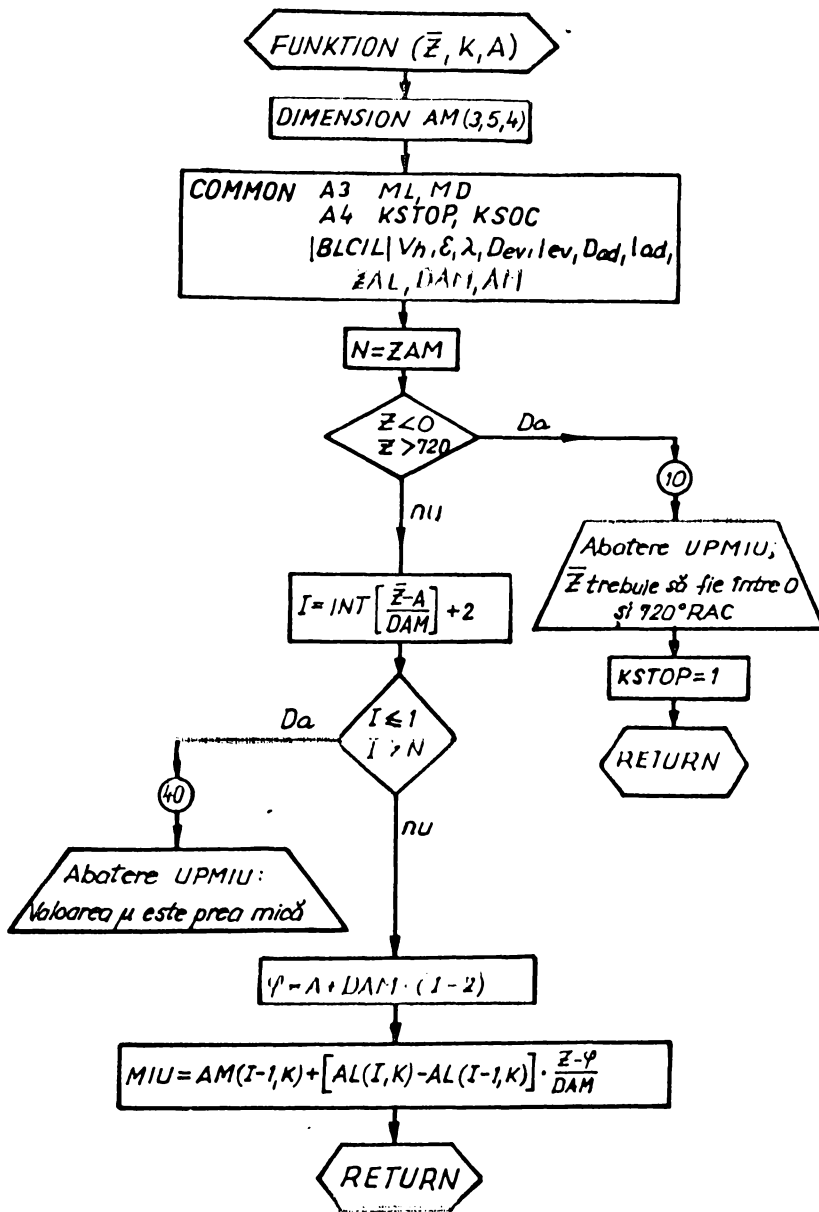 FUNKTION (Z̄, K, A)
DIMENSION AM (3,5,4)
COMMON A3 ML, MD
A4 KSTOP, KSOC
|BLCIL| Vh, ε, λ, Dev, lev, Dad, lad,
ZAL, DAM, AM
N=ZAM
Z<0
Z̄>720
Da
nu
10
Abatere UPMIU;
Z̄ trebuie să fie între 0
și 720°RAC
KSTOP=1
RETURN
I = INT [Z̄-A / DAM] + 2
I ≤ 1
I > N
Da
nu
40
Abatere UPMIU:
Valoarea μ este prea mică
φ = A + DAM · (I-2)
MIU = AM(I-1,K) + [AL(I,K) - AL(I-1,K)] · Z-φ / DAM
RETURN